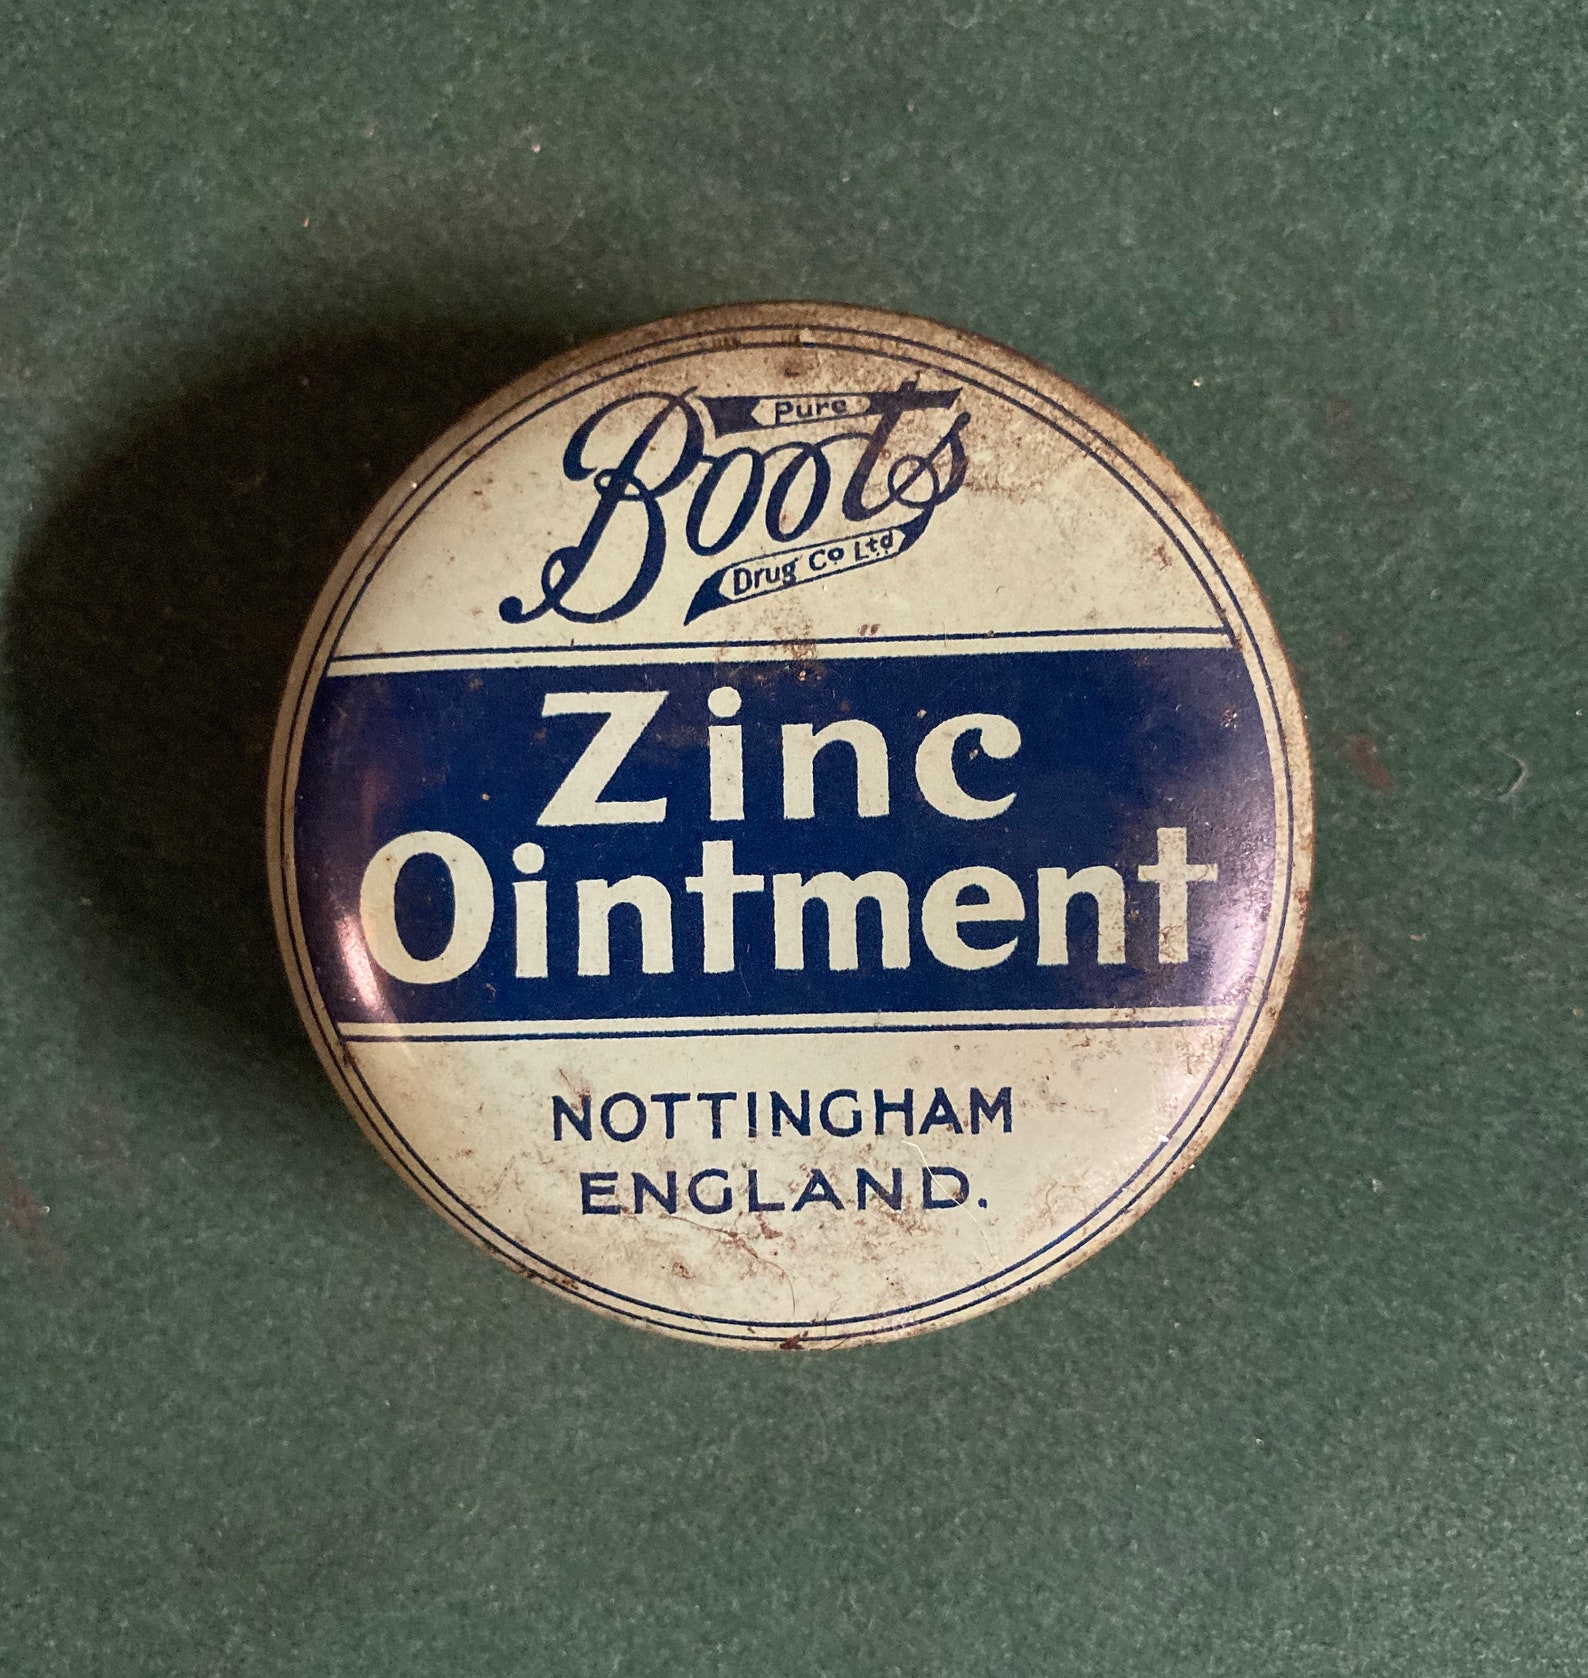 Pure
Boots
Drug Co Ltd
Zinc
Ointment
NOTTINGHAM
ENGLAND.